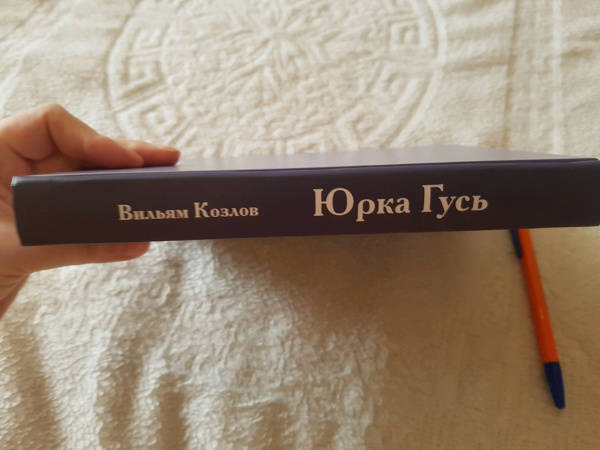 Вильям Козлов Юрка Гусь